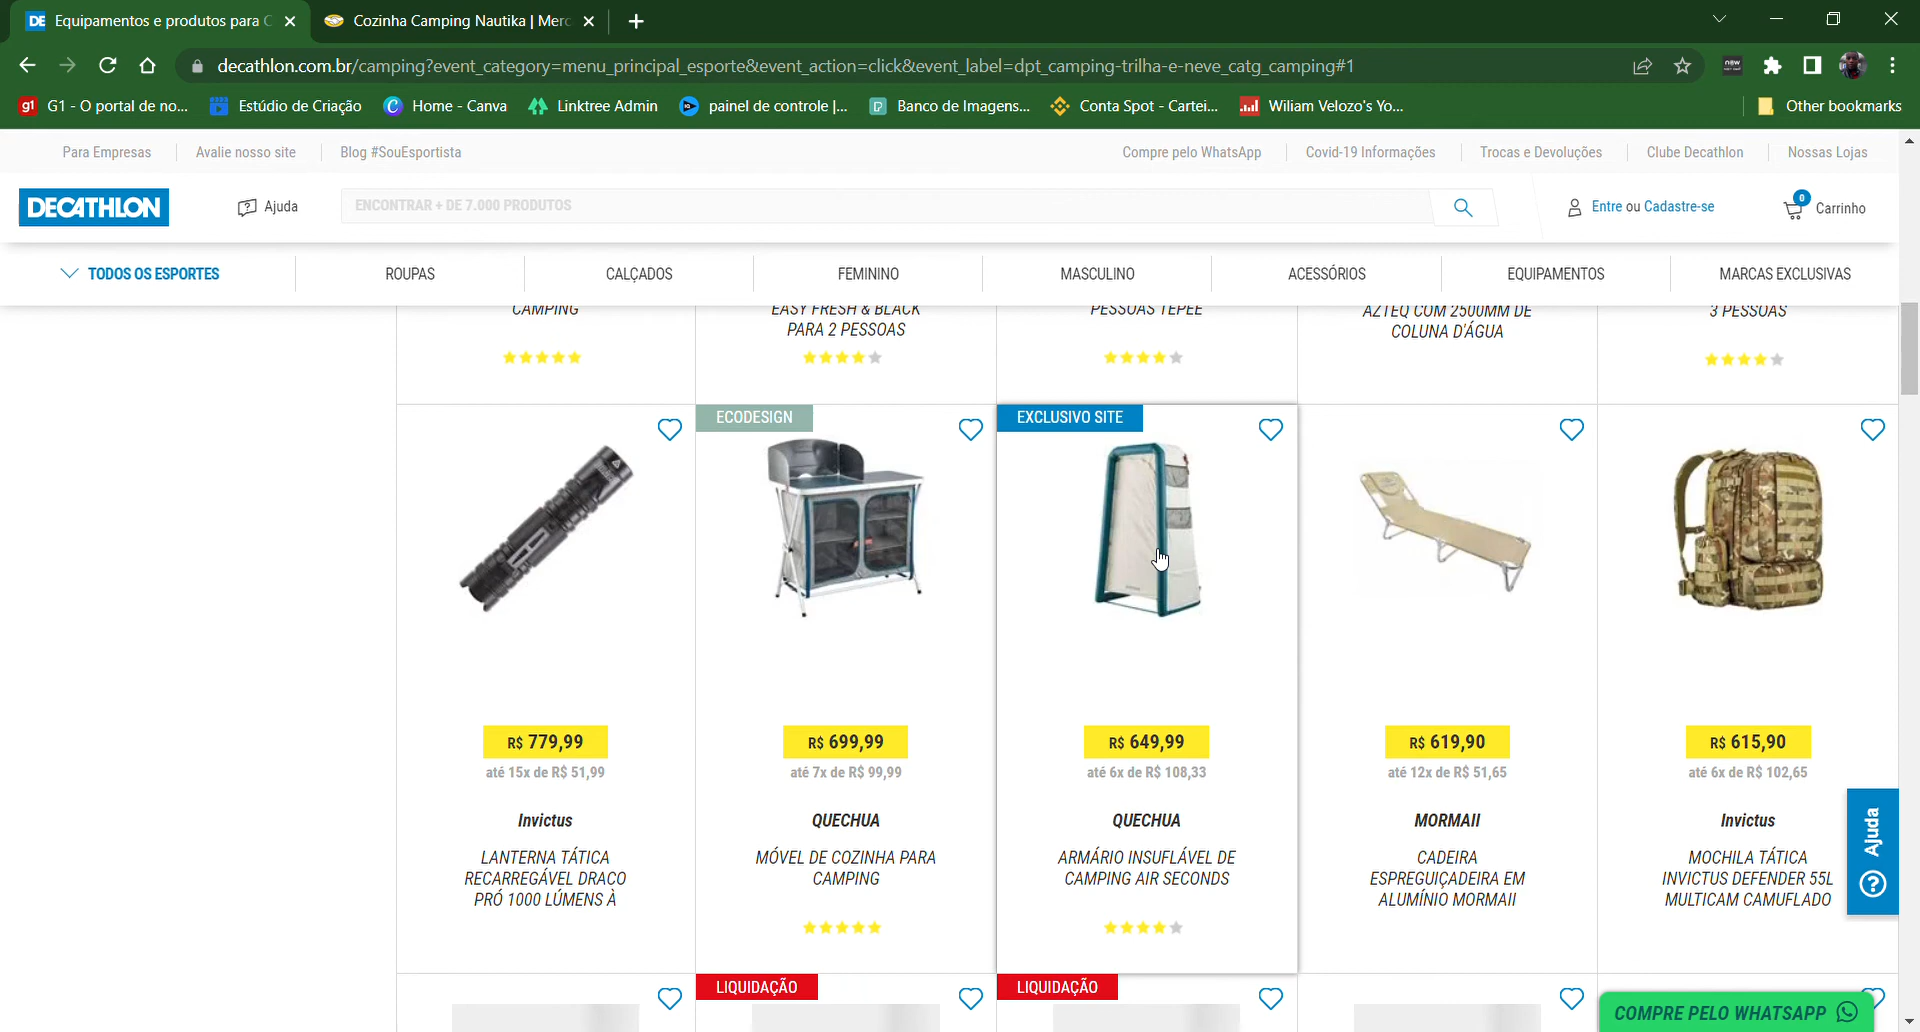 DE Equipamentos e produtos para C
Cozinha Camping Nautika | Merc
decathlon.com.br/camping?event_category=menu_principal_esporte&event_action=click&event_label=dpt_camping-trilha-e-neve_catg_camping#1
g1 G1 - O portal de no...
Estúdio de Criação
Home - Canva
Linktree Admin
painel de controle |...
Banco de Imagens...
Conta Spot - Cartei...
Wiliam Velozo's Yo...
Other bookmarks
Para Empresas
Avalie nosso site
Blog #SouEsportista
Compre pelo WhatsApp
Covid-19 Informações
Trocas e Devoluções
Clube Decathlon
Nossas Lojas
DECATHLON
Ajuda
ENCONTRAR + DE 7.000 PRODUTOS
Entre ou Cadastre-se
0
Carrinho
TODOS OS ESPORTES
ROUPAS
CALÇADOS
FEMININO
MASCULINO
ACESSÓRIOS
EQUIPAMENTOS
MARCAS EXCLUSIVAS
CAMPING
EASY FRESH & BLACK
PARA 2 PESSOAS
PESSOAS TEPEE
AZTEQ COM 2500MM DE
COLUNA D'ÁGUA
3 PESSOAS
R$ 779,99
até 15x de R$ 51,99
Invictus
LANTERNA TÁTICA
RECARREGÁVEL DRACO
PRÓ 1000 LÚMENS À
ECODESIGN
R$ 699,99
até 7x de R$ 99,99
QUECHUA
MÓVEL DE COZINHA PARA
CAMPING
EXCLUSIVO SITE
R$ 649,99
até 6x de R$ 108,33
QUECHUA
ARMÁRIO INSUFLÁVEL DE
CAMPING AIR SECONDS
R$ 619,90
até 12x de R$ 51,65
MORMAII
CADEIRA
ESPREGUIÇADEIRA EM
ALUMÍNIO MORMAII
R$ 615,90
até 6x de R$ 102,65
Invictus
MOCHILA TÁTICA
INVICTUS DEFENDER 55L
MULTICAM CAMUFLADO
Ajuda
LIQUIDAÇÃO
LIQUIDAÇÃO
COMPRE PELO WHATSAPP